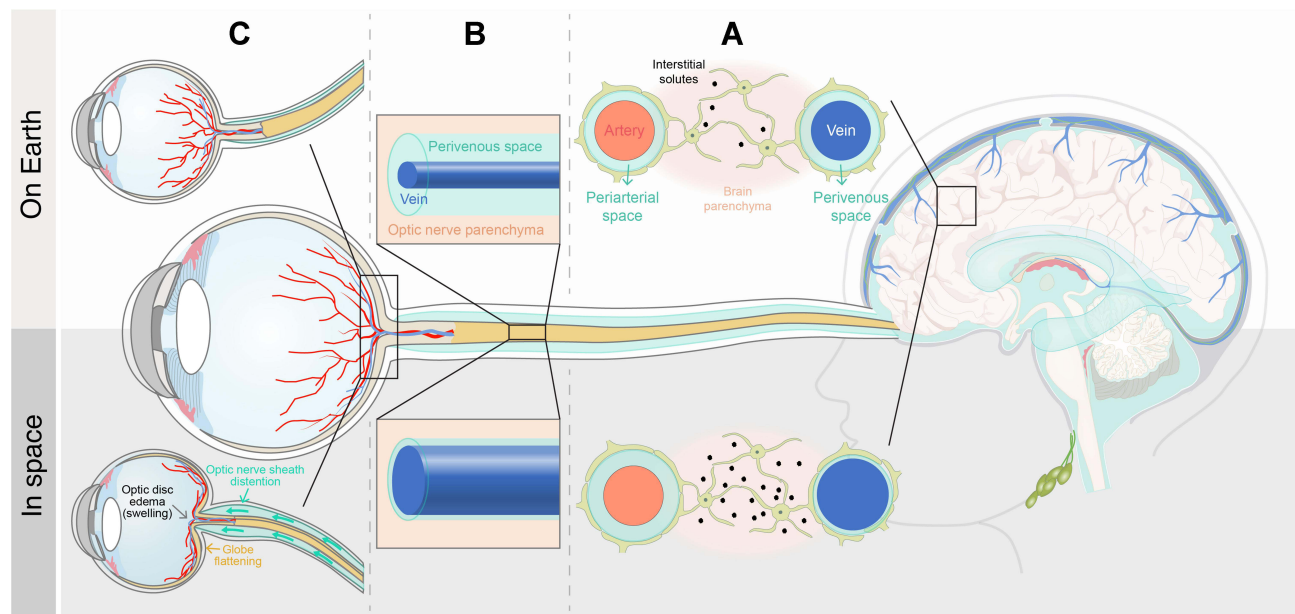 C
B
A
On Earth
Interstitial
solutes
Artery
Vein
Periarterial
space
Brain
parenchyma
Perivenous
space
Perivenous space
Vein
Optic nerve parenchyma
In space
Optic nerve sheath
distention
Optic disc
edema
(swelling)
Globe
flattening